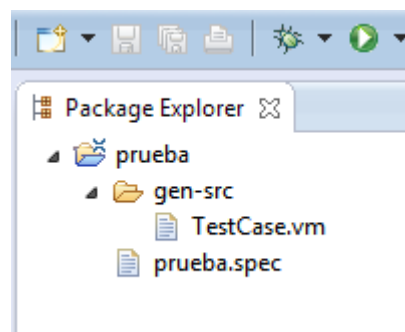 Package Explorer
prueba
gen-src
TestCase.vm
prueba.spec